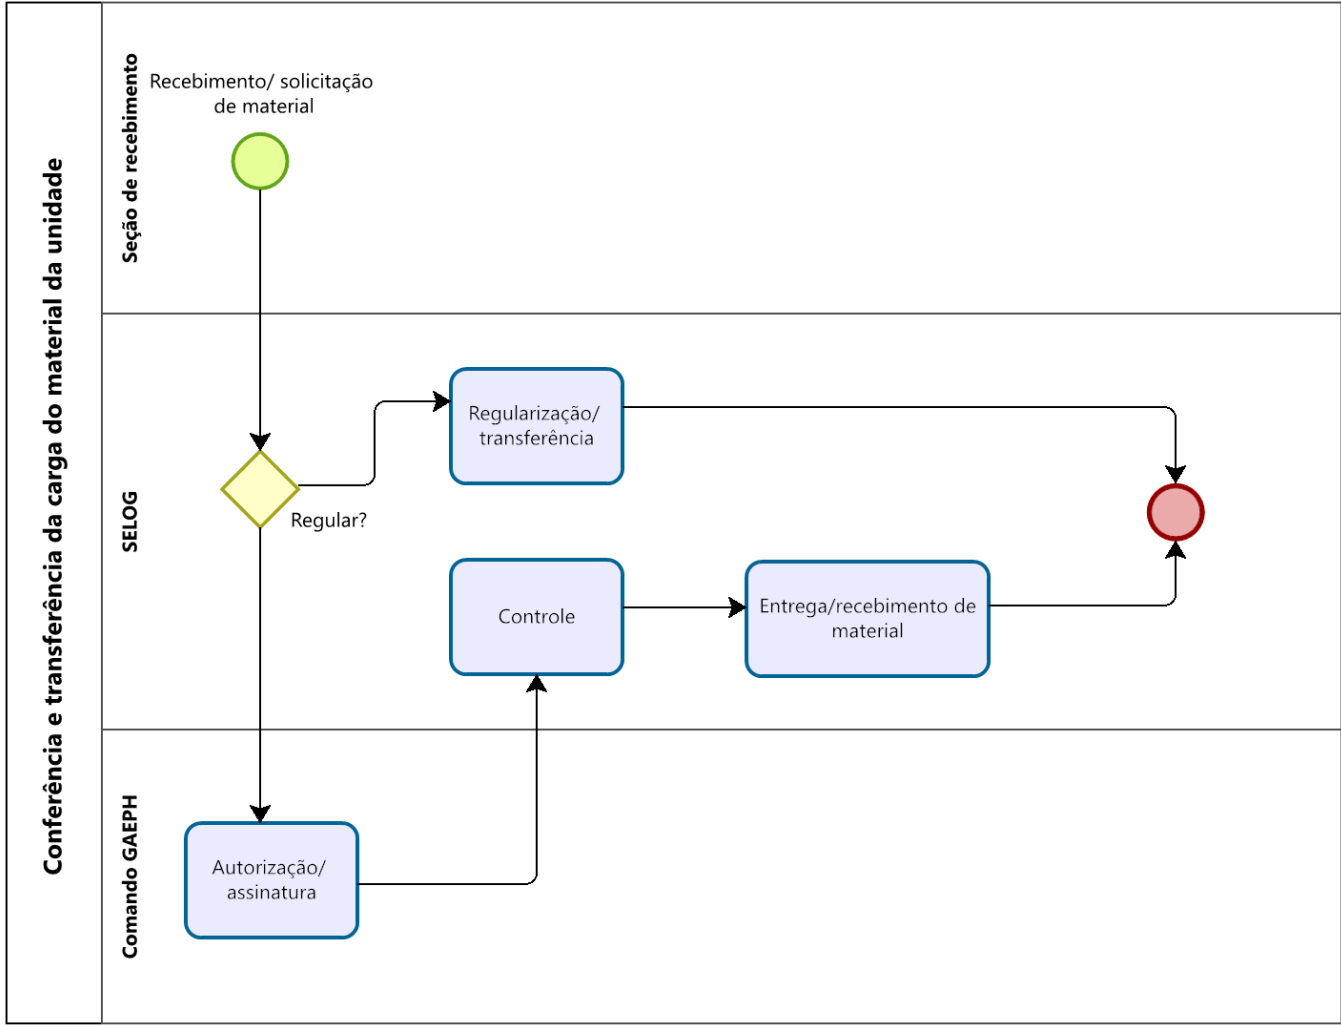 Conferência e transferência da carga do material da unidade
Seção de recebimento
Recebimento/ solicitação
de material
SELOG
Regular?
Regularização/
transferência
Controle
Entrega/recebimento de
material
Comando GAEPH
Autorização/
assinatura